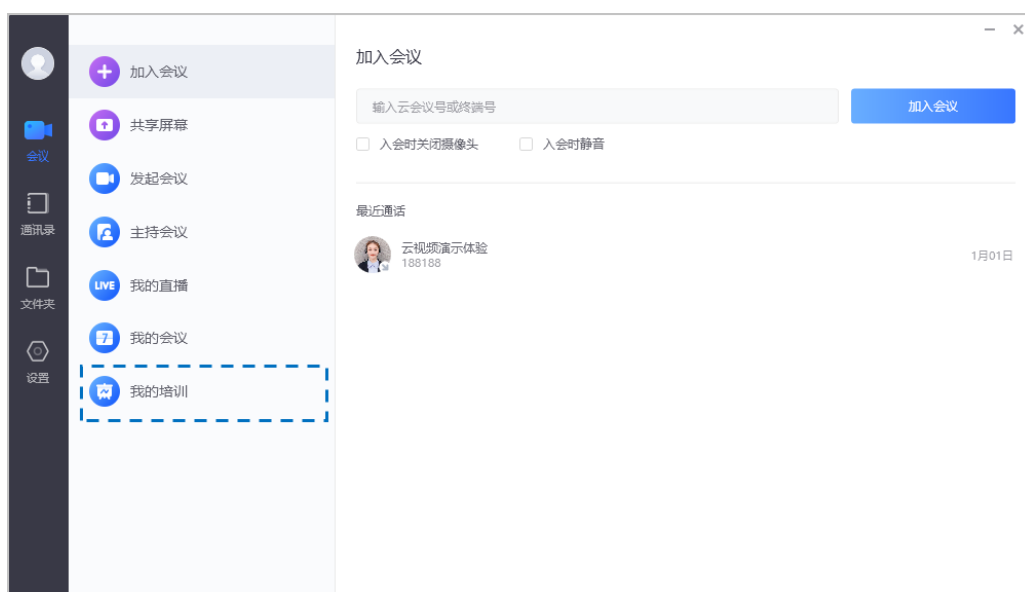 会议
通讯录
文件夹
设置
加入会议
共享屏幕
发起会议
主持会议
LIVE 我的直播
7 我的会议
我的培训
加入会议
输入云会议号或终端号
加入会议
入会时关闭摄像头 入会时静音
最近通话
云视频演示体验
188188
1月01日